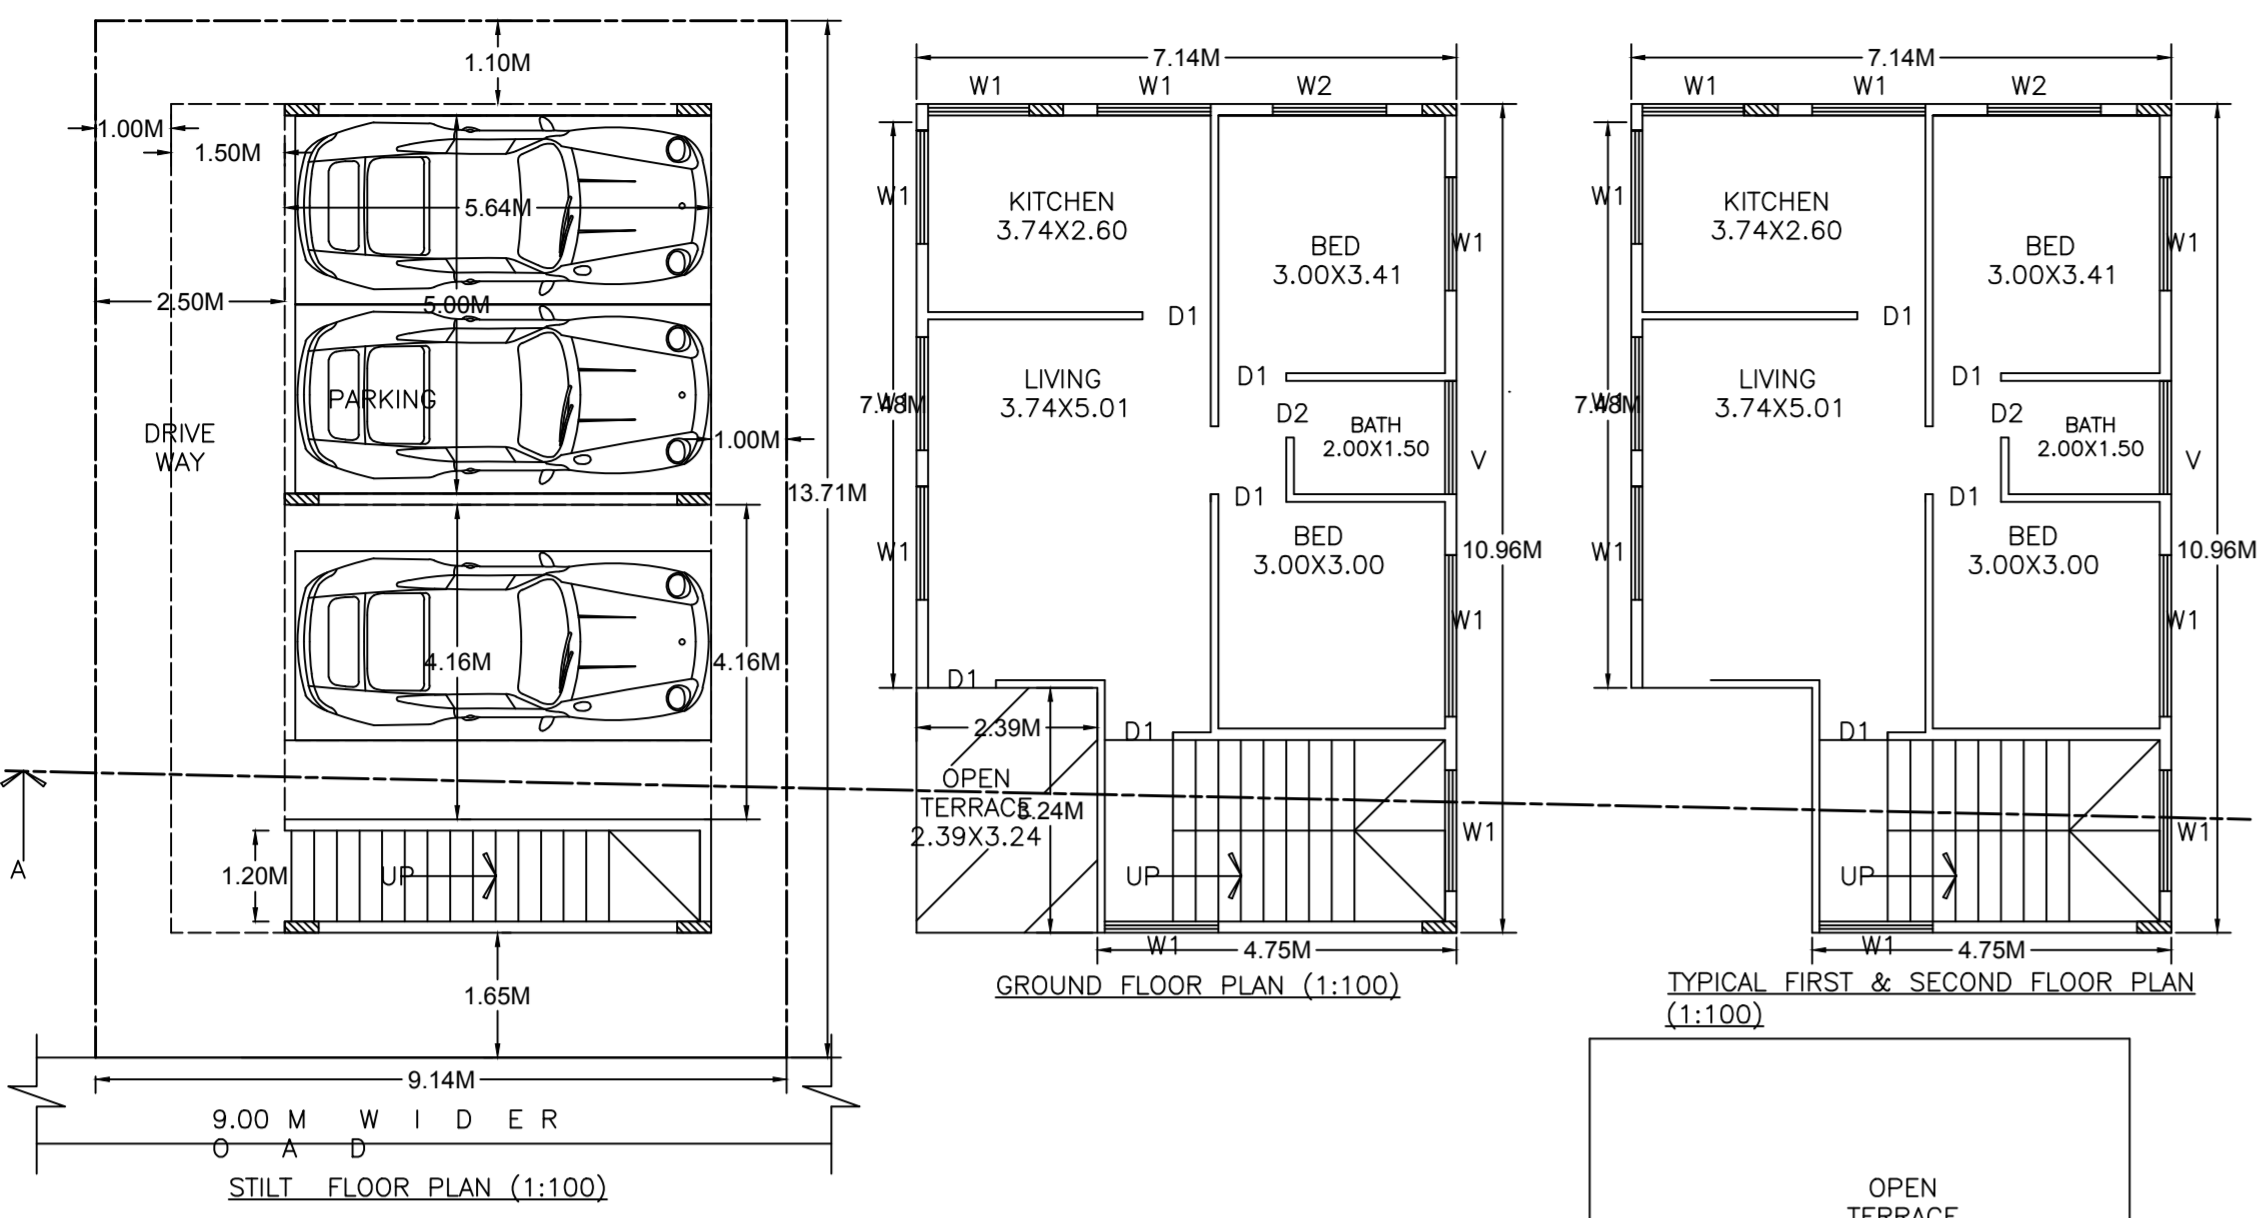 1.10M
1.00M
1.50M
5.64M
2.50M
5.00M
PARKING
DRIVE
WAY
1.00M
13.71M
4.16M
4.16M
A
1.20M
UP
1.65M
9.14M
9.00 M W I D E R
O A D
STILT FLOOR PLAN (1:100)
7.14M
W1 W1 W2
W1
KITCHEN
3.74X2.60
BED
3.00X3.41
W1
D1
LIVING
3.74X5.01
D1
W1
7.48M
D2
BATH
2.00X1.50
V
D1
W1
BED
3.00X3.00
10.96M
W1
D1
2.39M
D1
OPEN
TERRACE
2.39X3.24
3.24M
W1
UP
W1
4.75M
GROUND FLOOR PLAN (1:100)
7.14M
W1 W1 W2
W1
KITCHEN
3.74X2.60
BED
3.00X3.41
W1
D1
LIVING
3.74X5.01
D1
W1
7.48M
D2
BATH
2.00X1.50
V
D1
W1
BED
3.00X3.00
10.96M
W1
D1
W1
UP
W1
4.75M
TYPICAL FIRST & SECOND FLOOR PLAN
(1:100)
OPEN
TERRACE